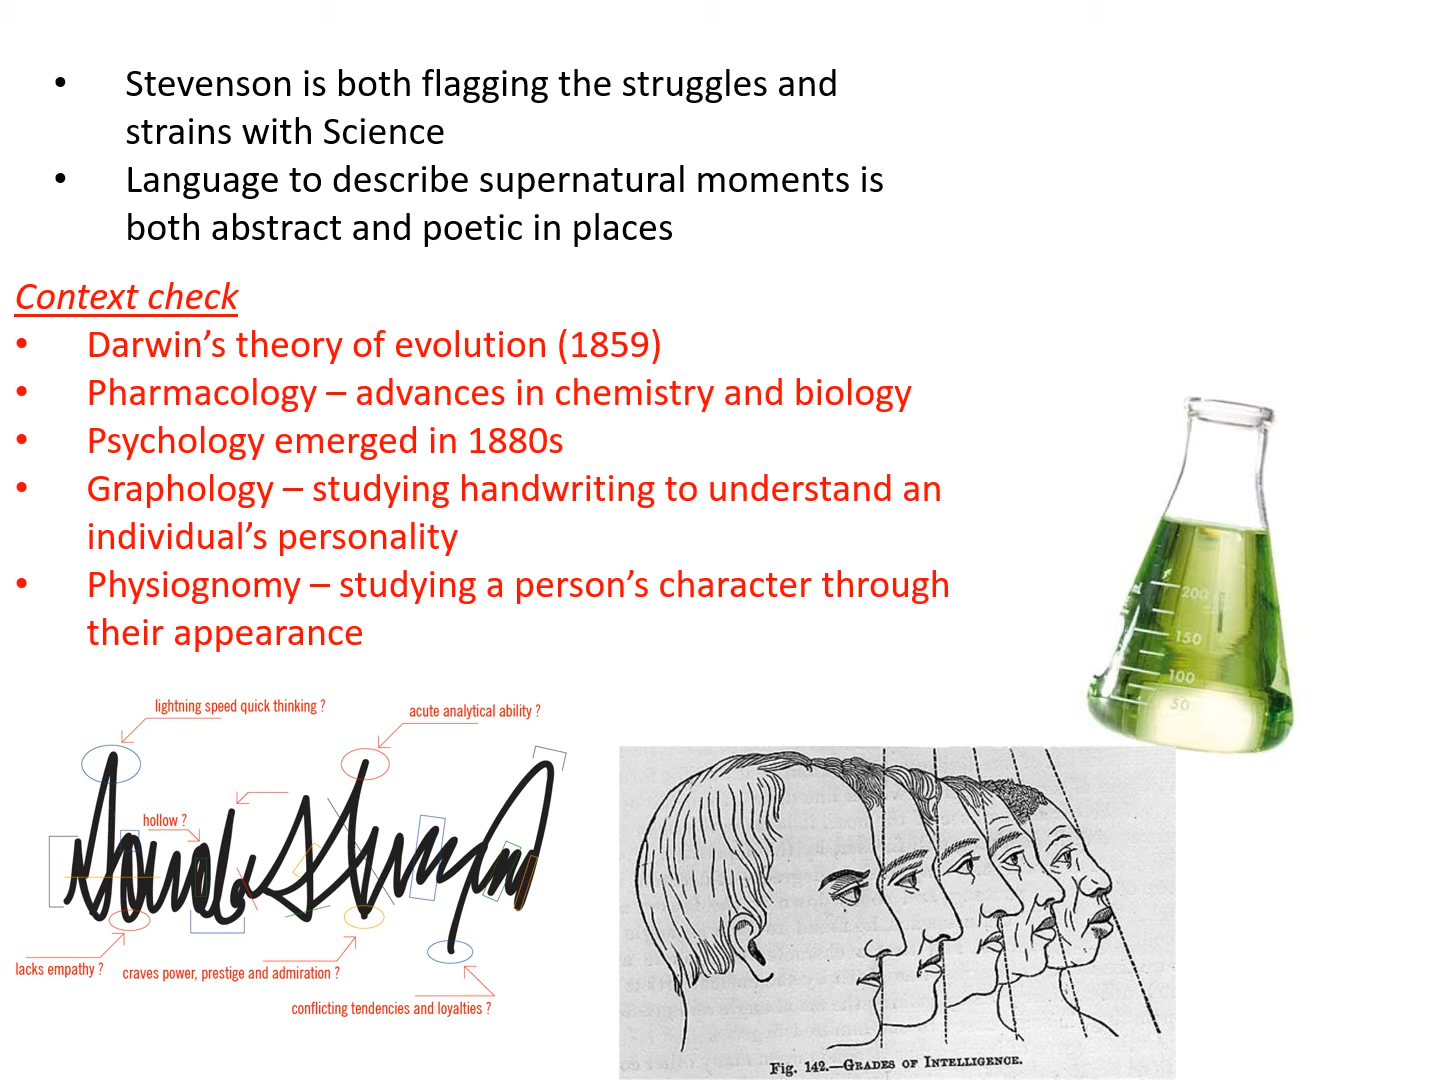 • Stevenson is both flagging the struggles and
strains with Science
• Language to describe supernatural moments is
both abstract and poetic in places
Context check
• Darwin’s theory of evolution (1859)
• Pharmacology – advances in chemistry and biology
• Psychology emerged in 1880s
• Graphology – studying handwriting to understand an
individual’s personality
• Physiognomy – studying a person’s character through
their appearance
200
150
100
50
lightning speed quick thinking ?
acute analytical ability ?
hollow ?
lacks empathy ?
craves power, prestige and admiration ?
conflicting tendencies and loyalties ?
Fig. 142.—GRADES OF INTELLIGENCE.